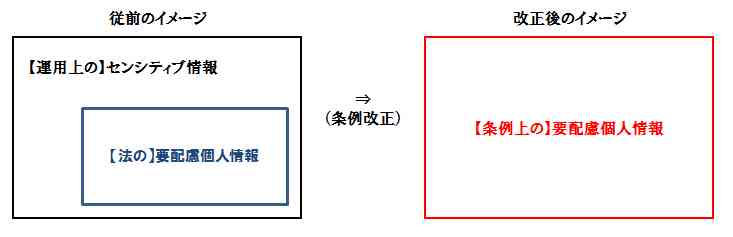 従前のイメージ
改正後のイメージ
【運用上の】センシティブ情報
【法の】要配慮個人情報
⇒
（条例改正）
【条例上の】要配慮個人情報